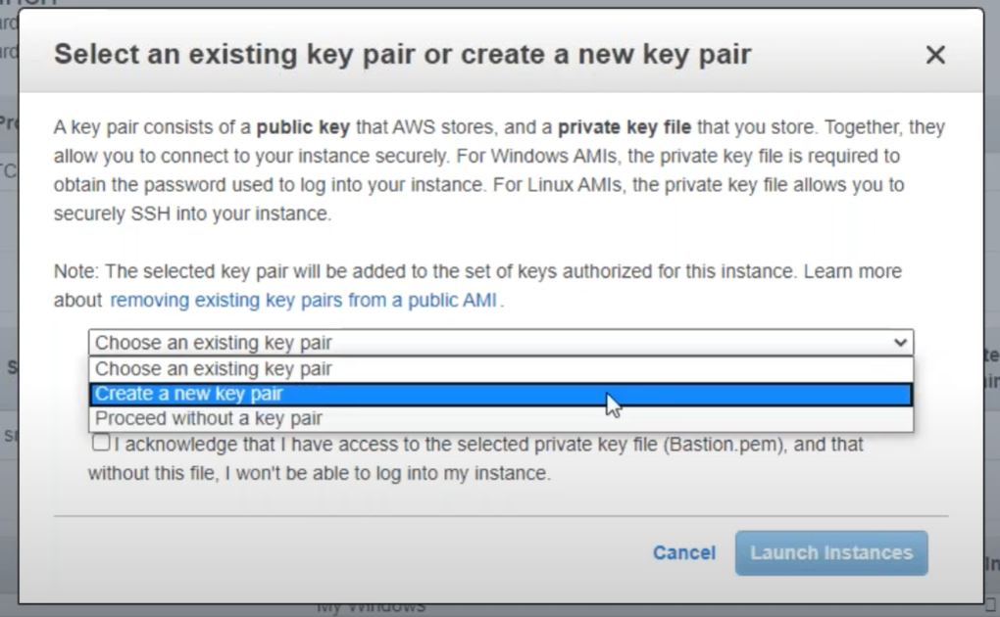 Select an existing key pair or create a new key pair
A key pair consists of a public key that AWS stores, and a private key file that you store. Together, they
allow you to connect to your instance securely. For Windows AMIs, the private key file is required to
obtain the password used to log into your instance. For Linux AMIs, the private key file allows you to
securely SSH into your instance.
Note: The selected key pair will be added to the set of keys authorized for this instance. Learn more
about removing existing key pairs from a public AMI.
Choose an existing key pair
Choose an existing key pair
Create a new key pair
Proceed without a key pair
I acknowledge that I have access to the selected private key file (Bastion.pem), and that
without this file, I won't be able to log into my instance.
Cancel
Launch Instances
My Windows